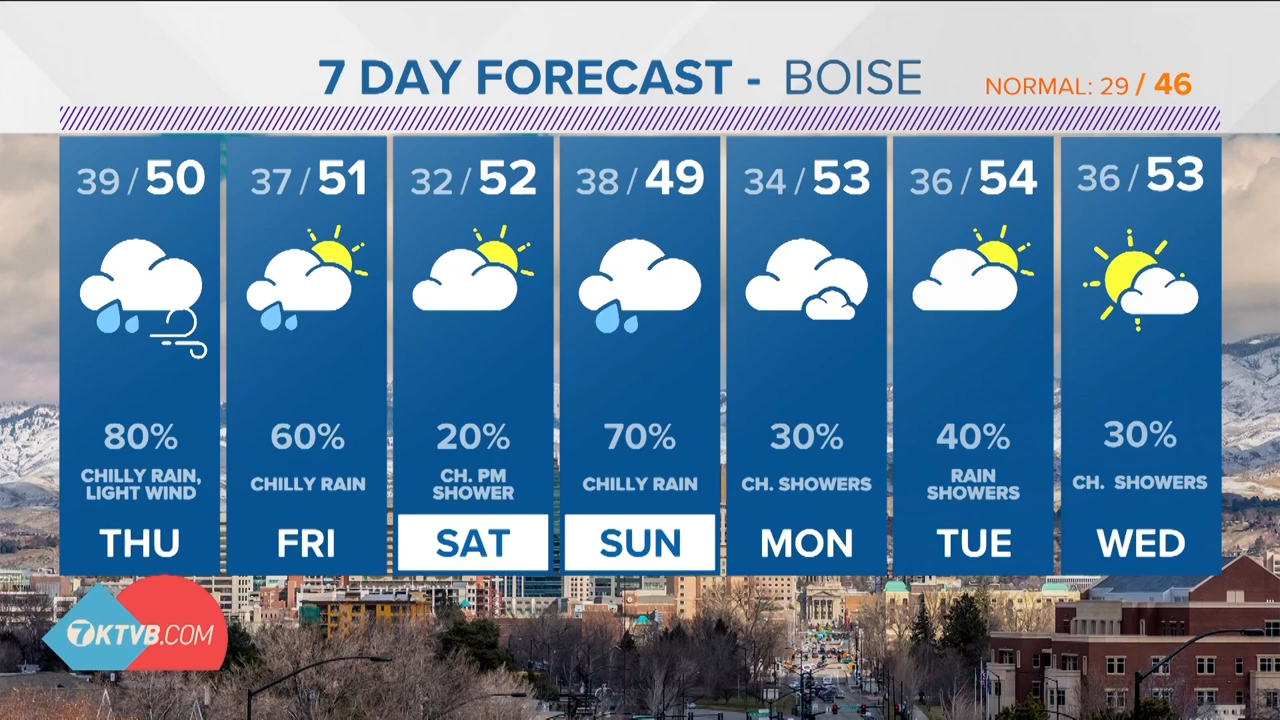 7 DAY FORECAST - BOISE
NORMAL: 29 / 46
39 / 50
80%
CHILLY RAIN,
LIGHT WIND
THU
37 / 51
60%
CHILLY RAIN
FRI
32 / 52
20%
CH. PM
SHOWER
SAT
38 / 49
70%
CHILLY RAIN
SUN
34 / 53
30%
CH. SHOWERS
MON
36 / 54
40%
RAIN
SHOWERS
TUE
36 / 53
30%
CH. SHOWERS
WED
7KTVB.COM